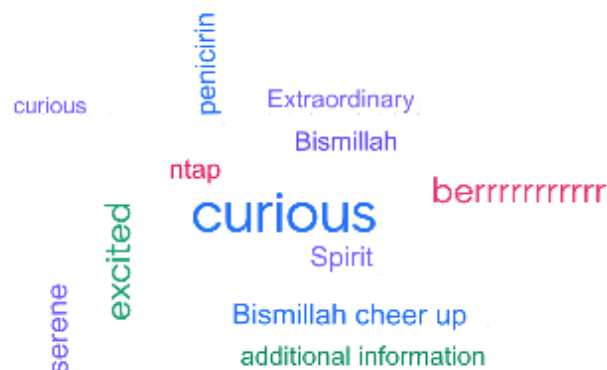 penicirin
curious
Extraordinary
Bismillah
ntap
berrrrrrrrrrr
curious
excited
Spirit
serene
Bismillah cheer up
additional information